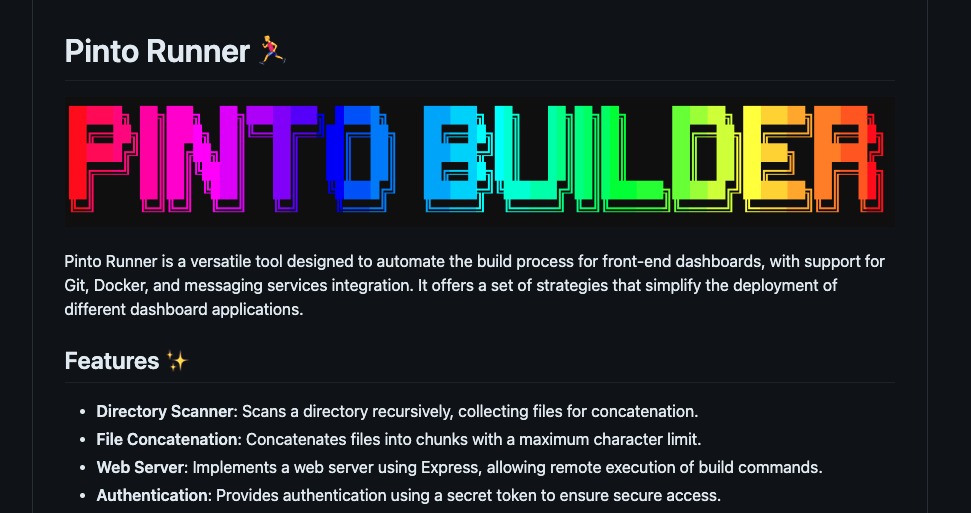 Pinto Runner 🏃
PINTO BUILDER
Pinto Runner is a versatile tool designed to automate the build process for front-end dashboards, with support for
Git, Docker, and messaging services integration. It offers a set of strategies that simplify the deployment of
different dashboard applications.
Features ✨
• Directory Scanner: Scans a directory recursively, collecting files for concatenation.
• File Concatenation: Concatenates files into chunks with a maximum character limit.
• Web Server: Implements a web server using Express, allowing remote execution of build commands.
• Authentication: Provides authentication using a secret token to ensure secure access.